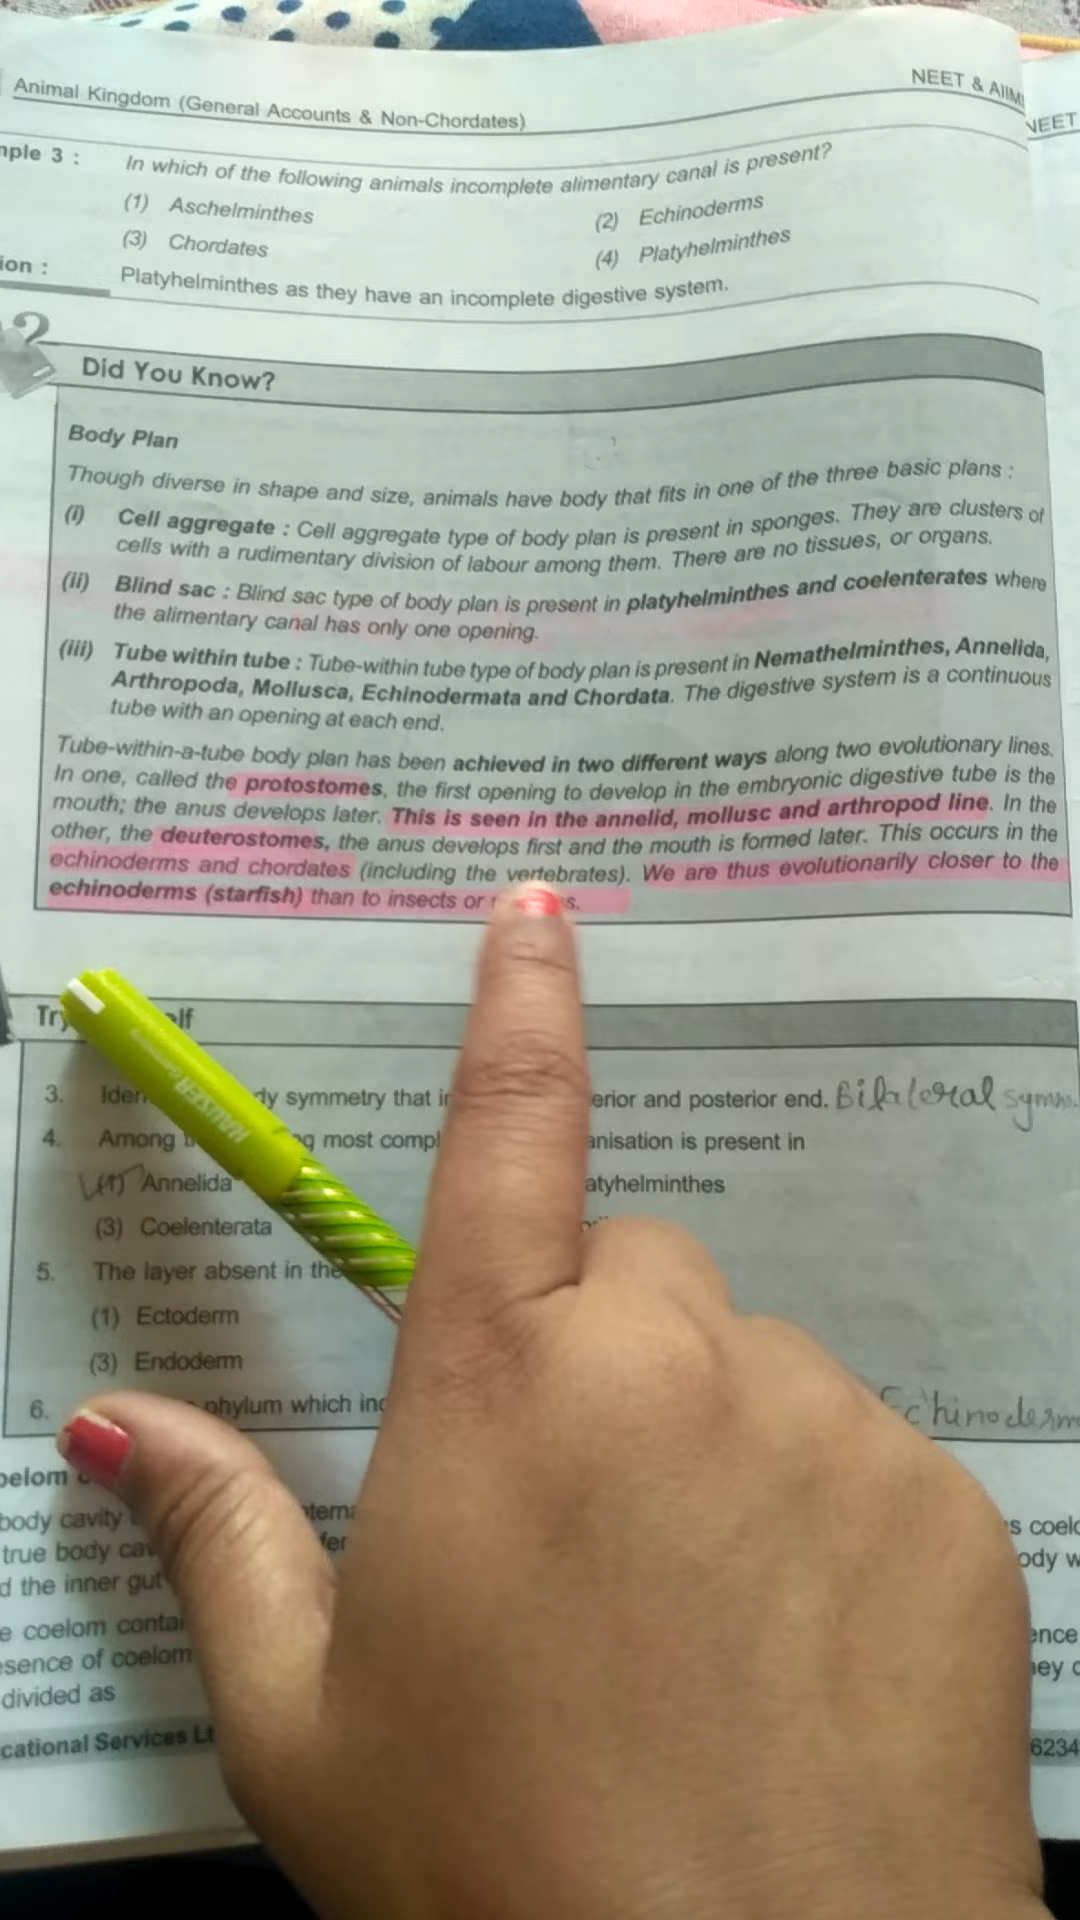 Animal Kingdom (General Accounts & Non-Chordates)
NEET & AIIM
NEET
mple 3 : In which of the following animals incomplete alimentary canal is present?
(1) Aschelminthes (2) Echinoderms
(3) Chordates (4) Platyhelminthes
ion : Platyhelminthes as they have an incomplete digestive system.
?
Did You Know?
Body Plan
Though diverse in shape and size, animals have body that fits in one of the three basic plans :
(i) Cell aggregate : Cell aggregate type of body plan is present in sponges. They are clusters of
cells with a rudimentary division of labour among them. There are no tissues, or organs.
(ii) Blind sac : Blind sac type of body plan is present in platyhelminthes and coelenterates where
the alimentary canal has only one opening.
(iii) Tube within tube : Tube-within tube type of body plan is present in Nemathelminthes, Annelida,
Arthropoda, Mollusca, Echinodermata and Chordata. The digestive system is a continuous
tube with an opening at each end.
Tube-within-a-tube body plan has been achieved in two different ways along two evolutionary lines.
In one, called the protostomes, the first opening to develop in the embryonic digestive tube is the
mouth; the anus develops later. This is seen in the annelid, mollusc and arthropod line. In the
other, the deuterostomes, the anus develops first and the mouth is formed later. This occurs in the
echinoderms and chordates (including the vertebrates). We are thus evolutionarily closer to the
echinoderms (starfish) than to insects or s.
Try elf
HAUSER
3. Iden dy symmetry that in erior and posterior end. Bilateral symm.
4. Among g most compl anisation is present in
(1) Annelida atyhelminthes
(3) Coelenterata
5. The layer absent in the
(1) Ectoderm
(3) Endoderm
6. phylum which inc Echinoderm
oelom
body cavity s coelo
true body cav fer ody w
d the inner gut
e coelom contai ence
esence of coelom ney
divided as
cational Services Lt 6234